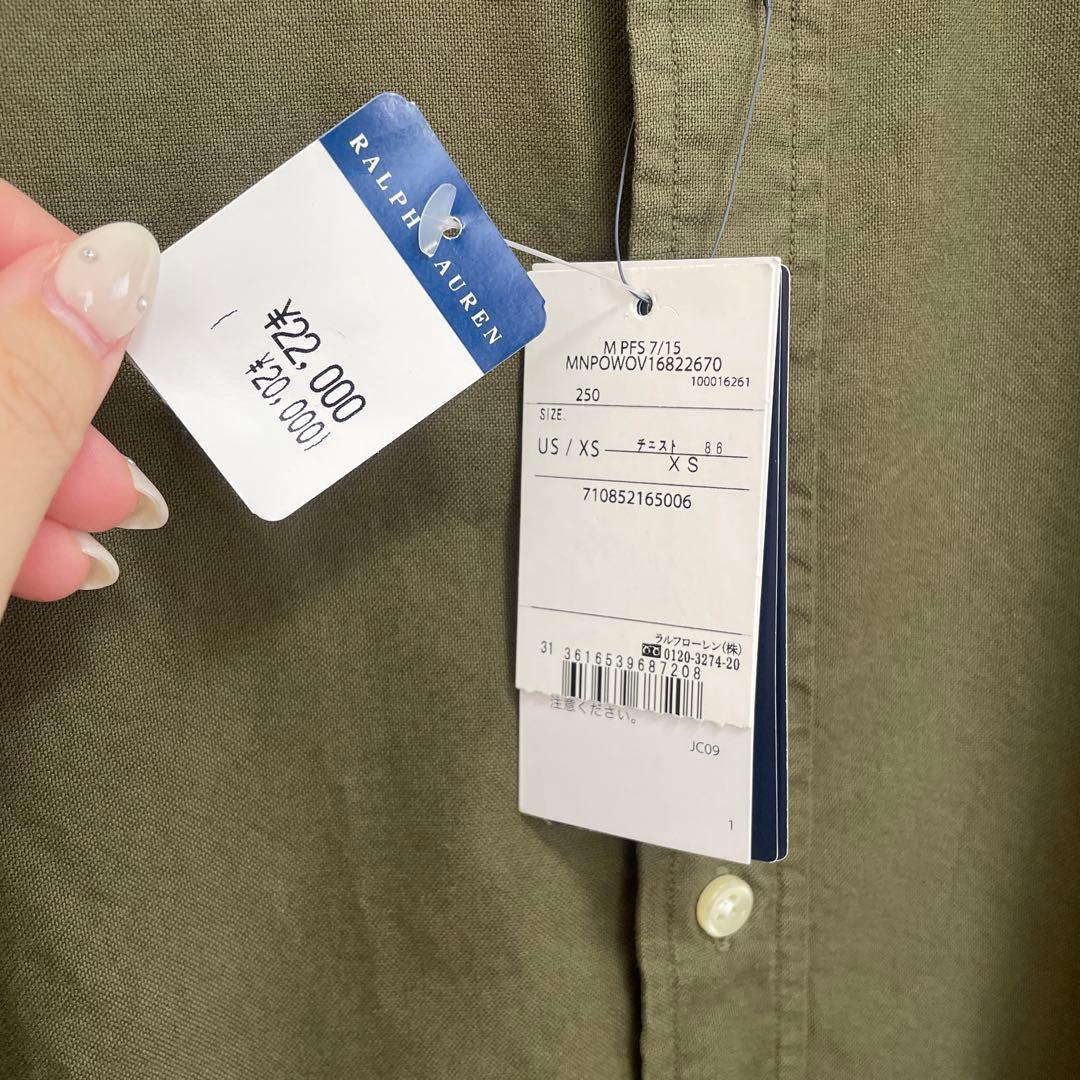 RALPH LAUREN
¥22,000
(¥20,000)
M PFS 7/15
MNPOWOV16822670
100016261
250
SIZE.
US / XS チェスト 86
XS
710852165006
ラルフローレン(株)
0120-3274-20
31 3616539687208
注意ください。
JC09
1